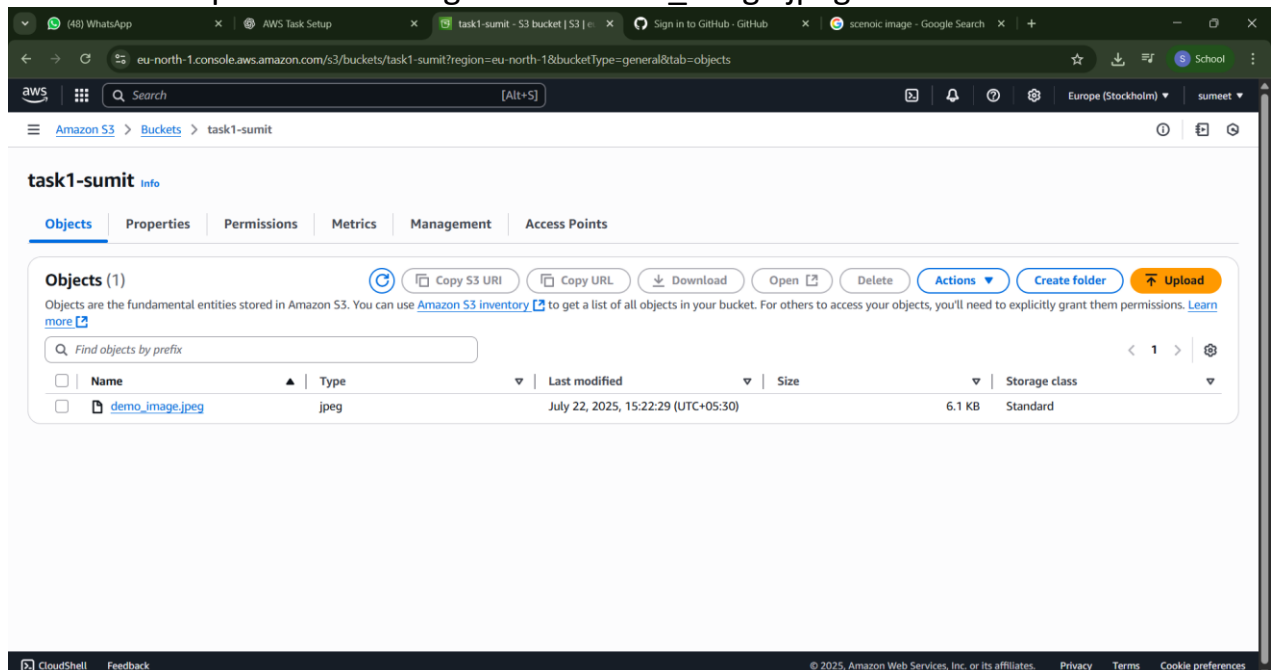 (48) WhatsApp AWS Task Setup task1-sumit - S3 bucket | S3 | Sign in to GitHub · GitHub scenoic image - Google Search
eu-north-1.console.aws.amazon.com/s3/buckets/task1-sumit?region=eu-north-1&bucketType=general&tab=objects S School
aws Search [Alt+S] Europe (Stockholm) sumeet
Amazon S3 > Buckets > task1-sumit
task1-sumit Info
Objects Properties Permissions Metrics Management Access Points
Objects (1) Copy S3 URI Copy URL Download Open Delete Actions Create folder Upload
Objects are the fundamental entities stored in Amazon S3. You can use Amazon S3 inventory to get a list of all objects in your bucket. For others to access your objects, you'll need to explicitly grant them permissions. Learn
more
Find objects by prefix < 1 >
Name Type Last modified Size Storage class
demo_image.jpeg jpeg July 22, 2025, 15:22:29 (UTC+05:30) 6.1 KB Standard
CloudShell Feedback © 2025, Amazon Web Services, Inc. or its affiliates. Privacy Terms Cookie preferences